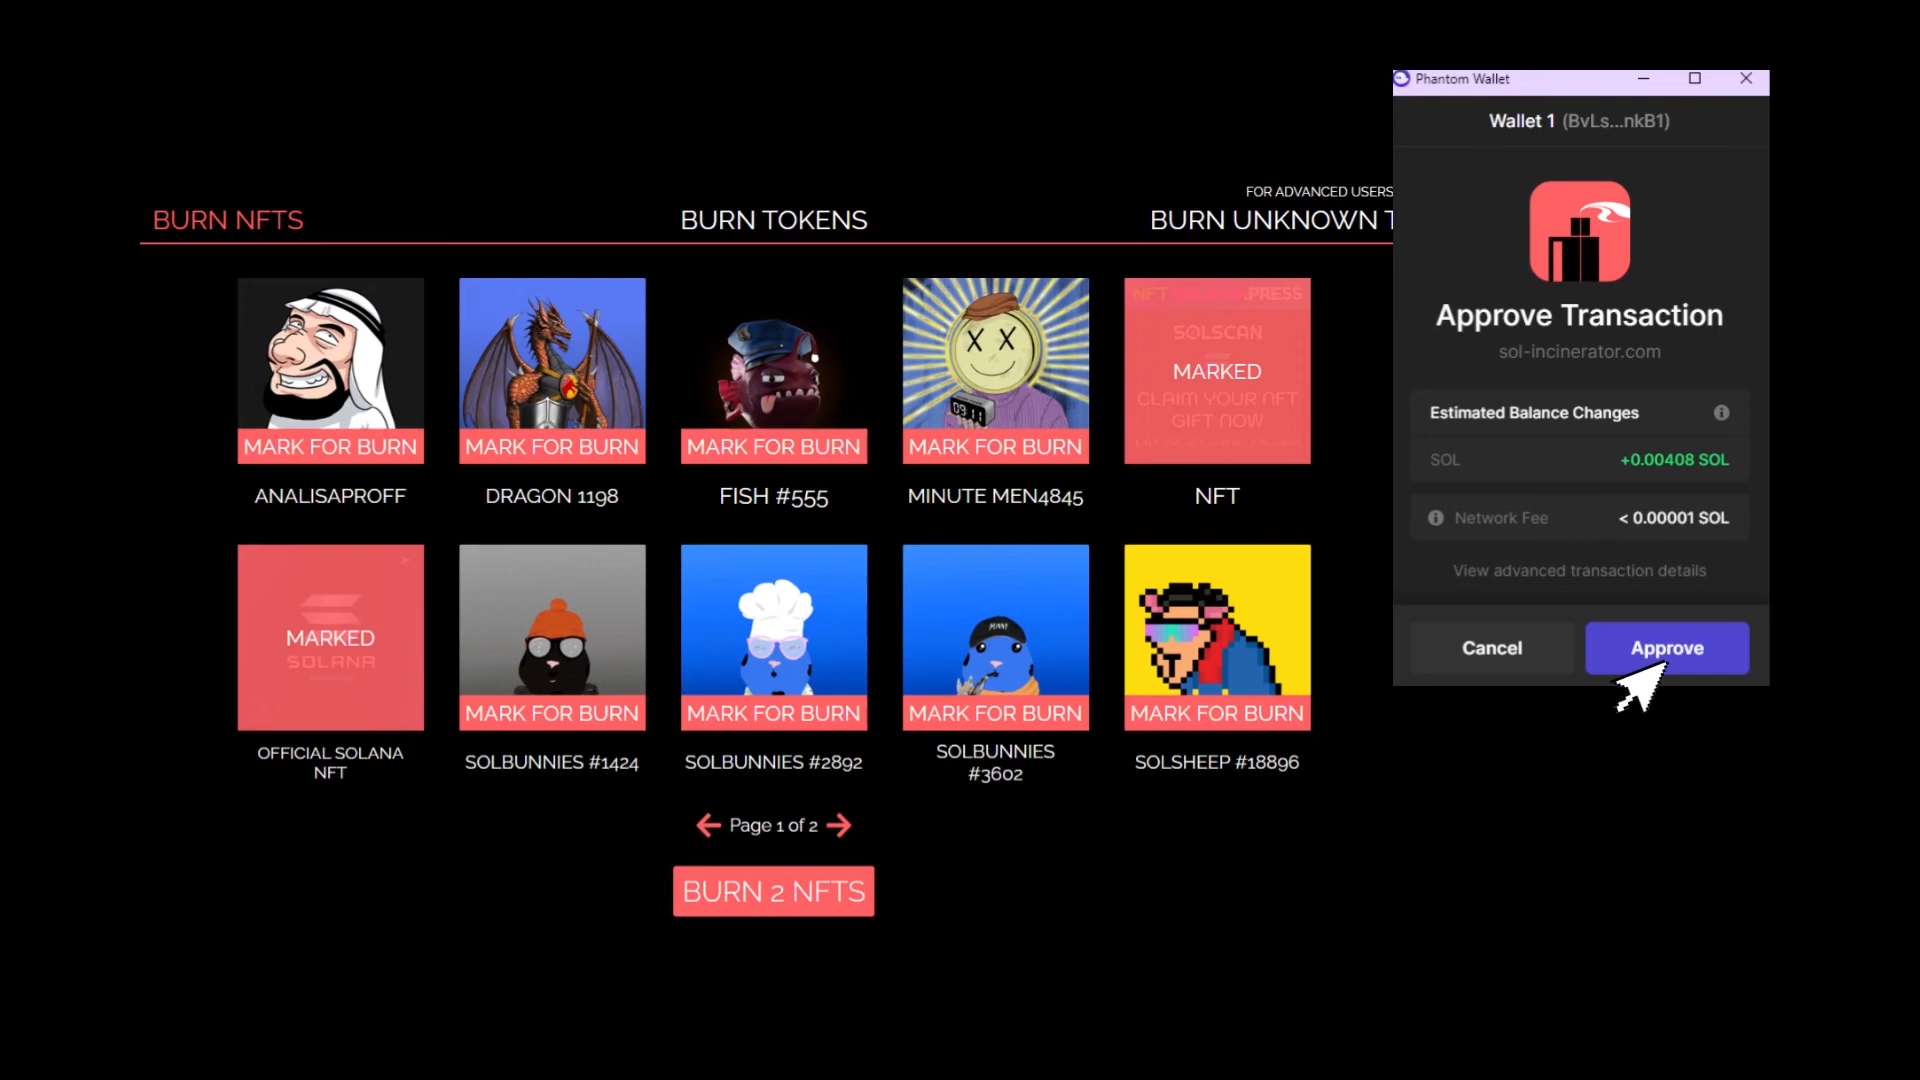 FOR ADVANCED USERS
BURN NFTS
BURN TOKENS
BURN UNKNOWN T
09:11
NFT .PRESS
SOLSCAN
MARKED
CLAIM YOUR NFT
GIFT NOW
MARK FOR BURN
MARK FOR BURN
MARK FOR BURN
MARK FOR BURN
ANALISAPROFF
DRAGON 1198
FISH #555
MINUTE MEN4845
NFT
MARKED
SOLANA
MARK FOR BURN
MARK FOR BURN
MARK FOR BURN
MARK FOR BURN
OFFICIAL SOLANA
NFT
SOLBUNNIES #1424
SOLBUNNIES #2892
SOLBUNNIES
#3602
SOLSHEEP #18896
Page 1 of 2
BURN 2 NFTS
Phantom Wallet
Wallet 1 (BvLs...nkB1)
Approve Transaction
sol-incinerator.com
Estimated Balance Changes
SOL +0.00408 SOL
Network Fee < 0.00001 SOL
View advanced transaction details
Cancel
Approve